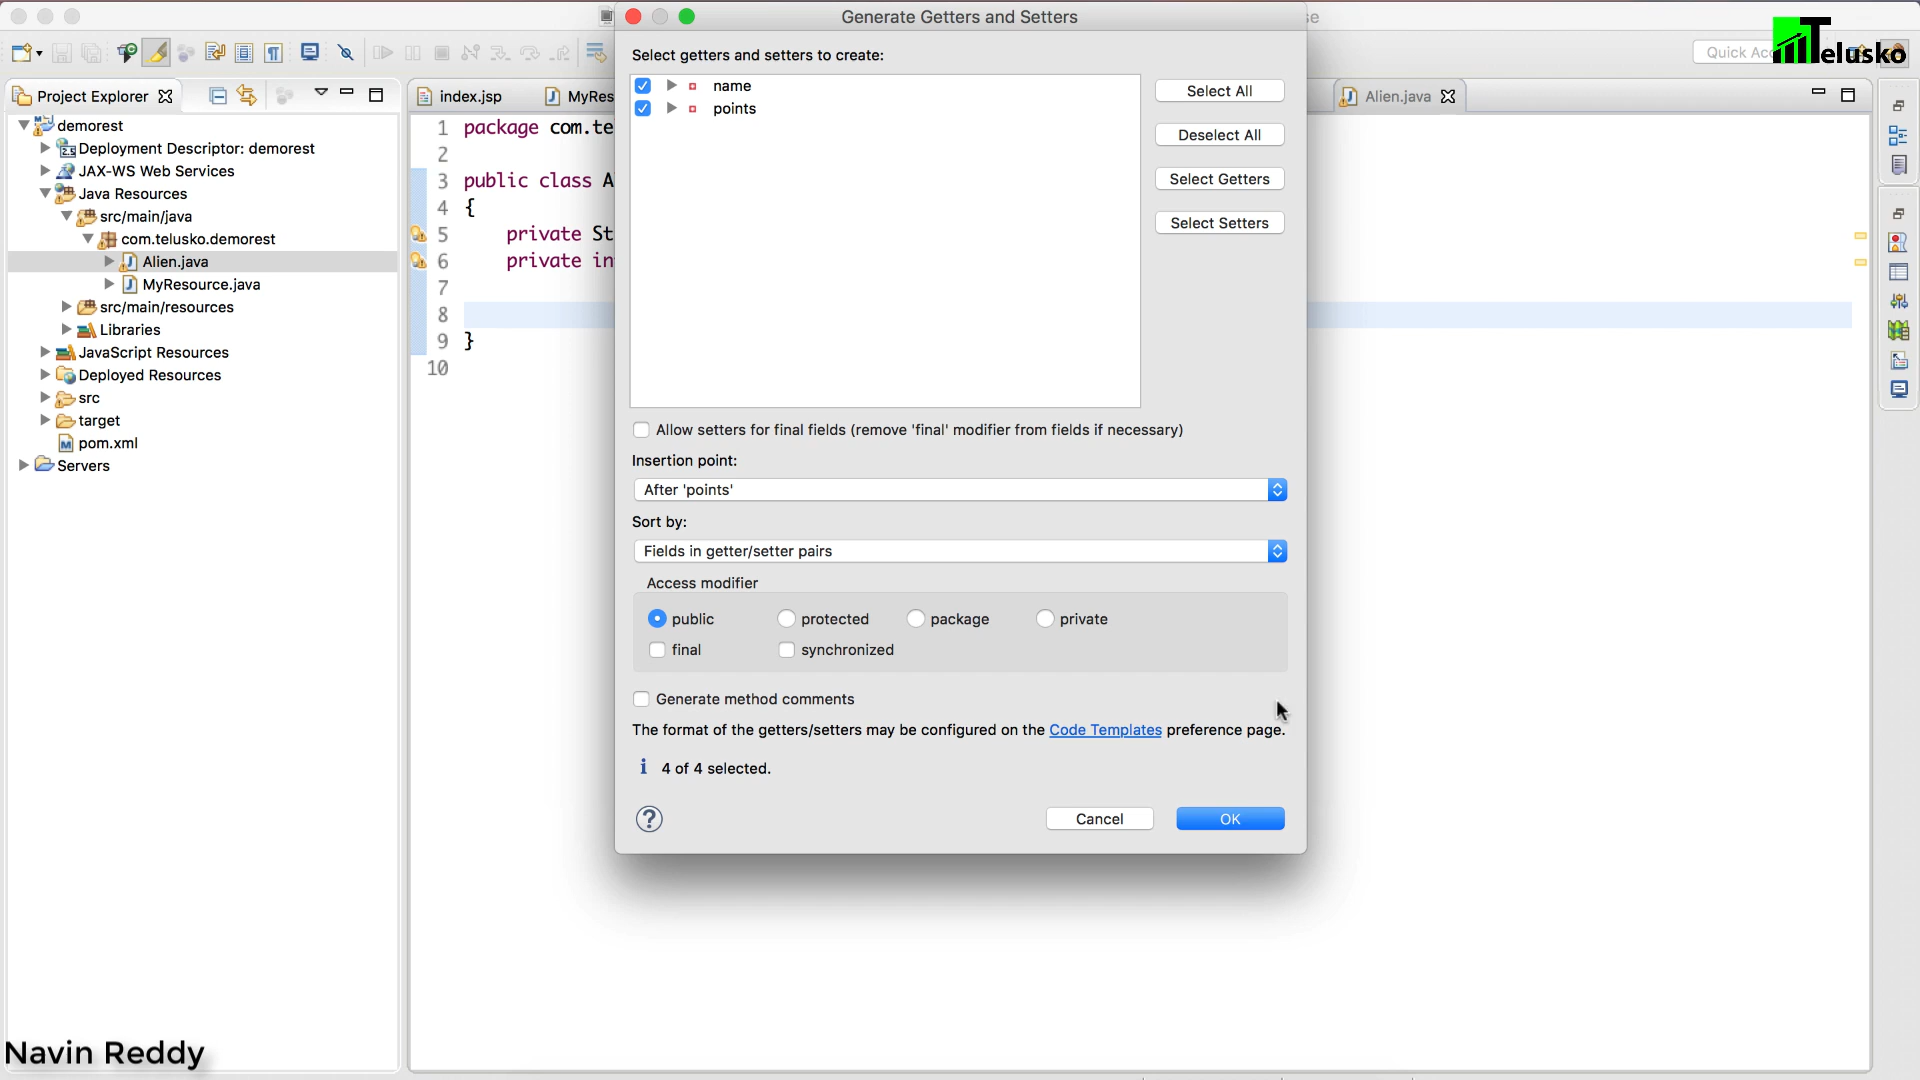 Generate Getters and Setters
Quick Ac
Telusko
Select getters and setters to create:
name
points
Select All
Deselect All
Select Getters
Select Setters
Project Explorer
demorest
Deployment Descriptor: demorest
JAX-WS Web Services
Java Resources
src/main/java
com.telusko.demorest
Alien.java
MyResource.java
src/main/resources
Libraries
JavaScript Resources
Deployed Resources
src
target
pom.xml
Servers
index.jsp
MyRes
Alien.java
1 package com.te
2
3 public class A
4 {
5 private St
6 private in
7
8
9 }
10
Allow setters for final fields (remove 'final' modifier from fields if necessary)
Insertion point:
After 'points'
Sort by:
Fields in getter/setter pairs
Access modifier
public protected package private
final synchronized
Generate method comments
The format of the getters/setters may be configured on the Code Templates preference page.
4 of 4 selected.
Cancel
OK
Navin Reddy